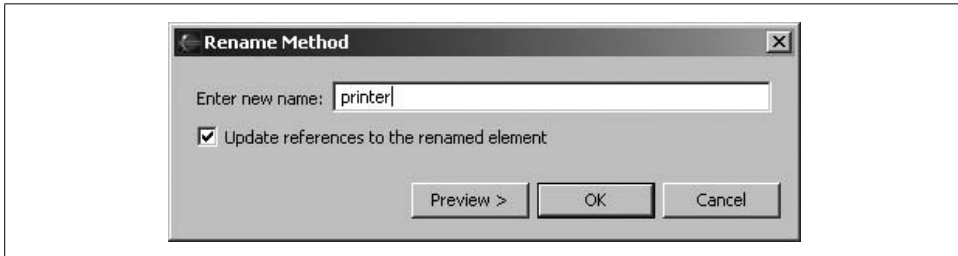 Rename Method
Enter new name: printer
Update references to the renamed element
Preview > OK Cancel